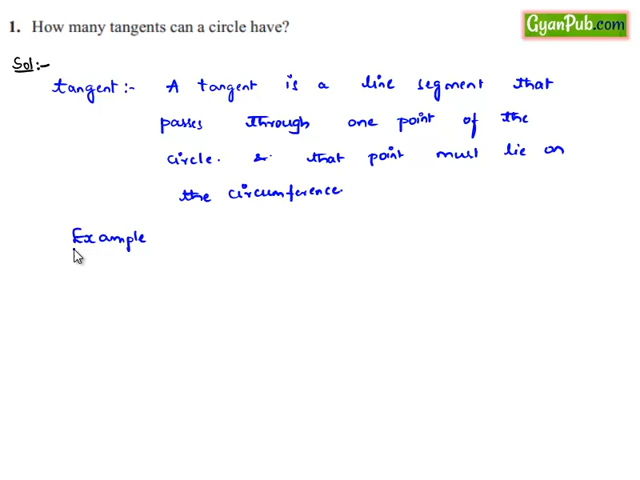 1. How many tangents can a circle have?
GyanPub.com
Sol:-
tangent:- A tangent is a line segment that
passes through one point of the
circle. & that point must lie on
the circumference.
Example